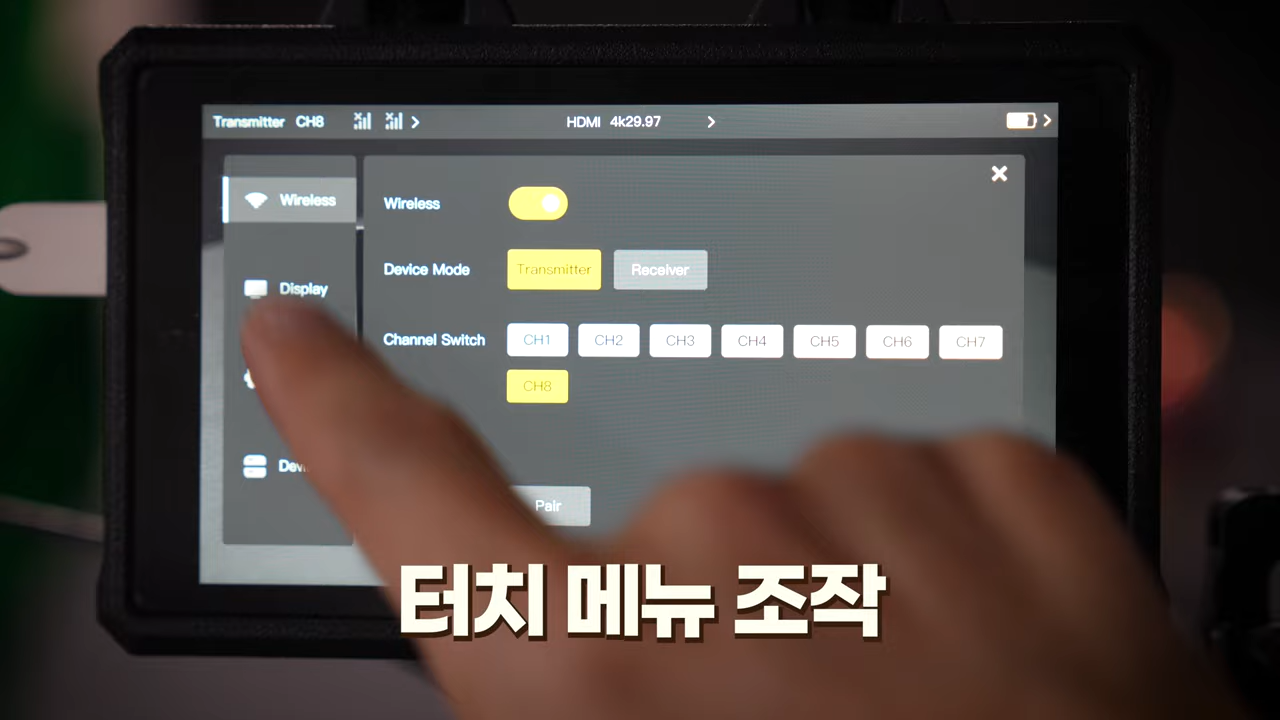 Transmitter CH8 HDMI 4k29.97
Wireless
Wireless
Device Mode Transmitter Receiver
Display
Channel Switch CH1 CH2 CH3 CH4 CH5 CH6 CH7
CH8
Pair
터치 메뉴 조작